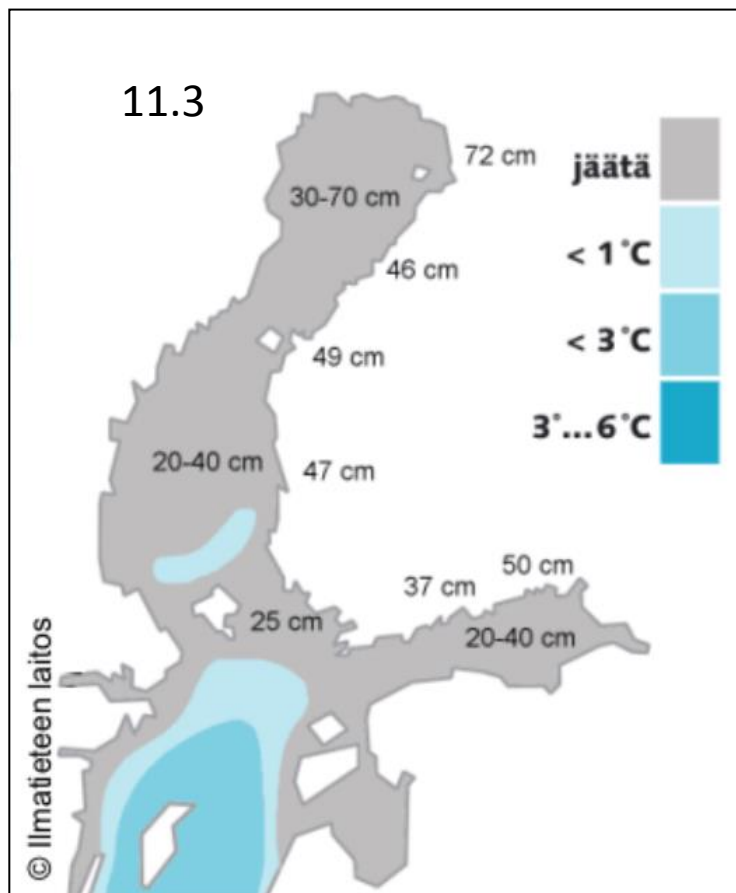 11.3
72 cm
30-70 cm
46 cm
49 cm
20-40 cm
47 cm
50 cm
37 cm
25 cm
20-40 cm
jäätä
< 1°C
< 3°C
3°...6°C
© Ilmatieteen laitos